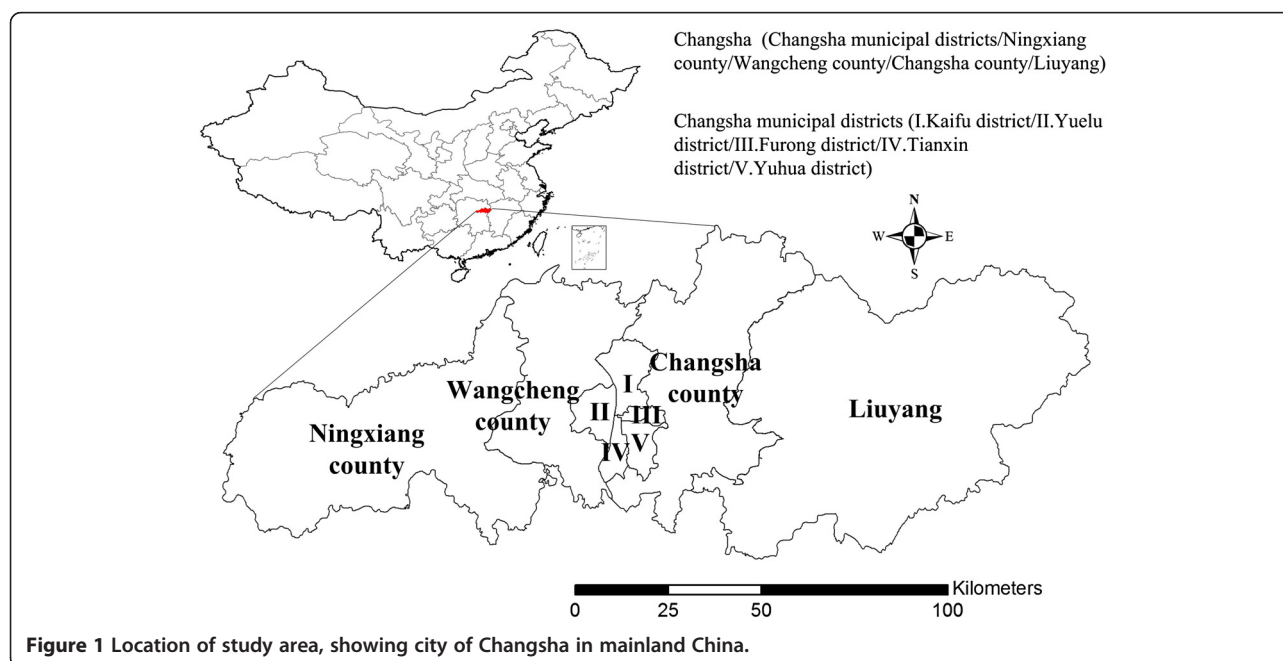 Changsha (Changsha municipal districts/Ningxiang
county/Wangcheng county/Changsha county/Liuyang)
Changsha municipal districts (I.Kaifu district/II.Yuelu
district/III.Furong district/IV.Tianxin
district/V.Yuhua district)
N
W E
S
Changsha
county
I
Wangcheng
county
II
III
Liuyang
Ningxiang
county
IV
V
Kilometers
0 25 50 100
Figure 1 Location of study area, showing city of Changsha in mainland China.